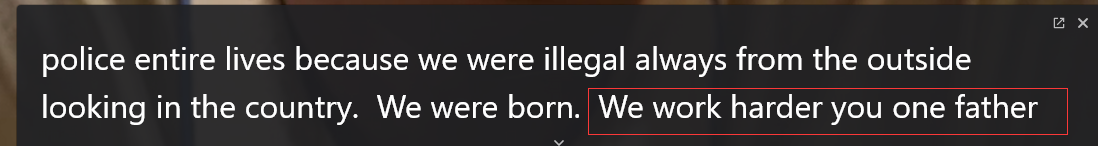 police entire lives because we were illegal always from the outside
looking in the country.  We were born.  We work harder you one father